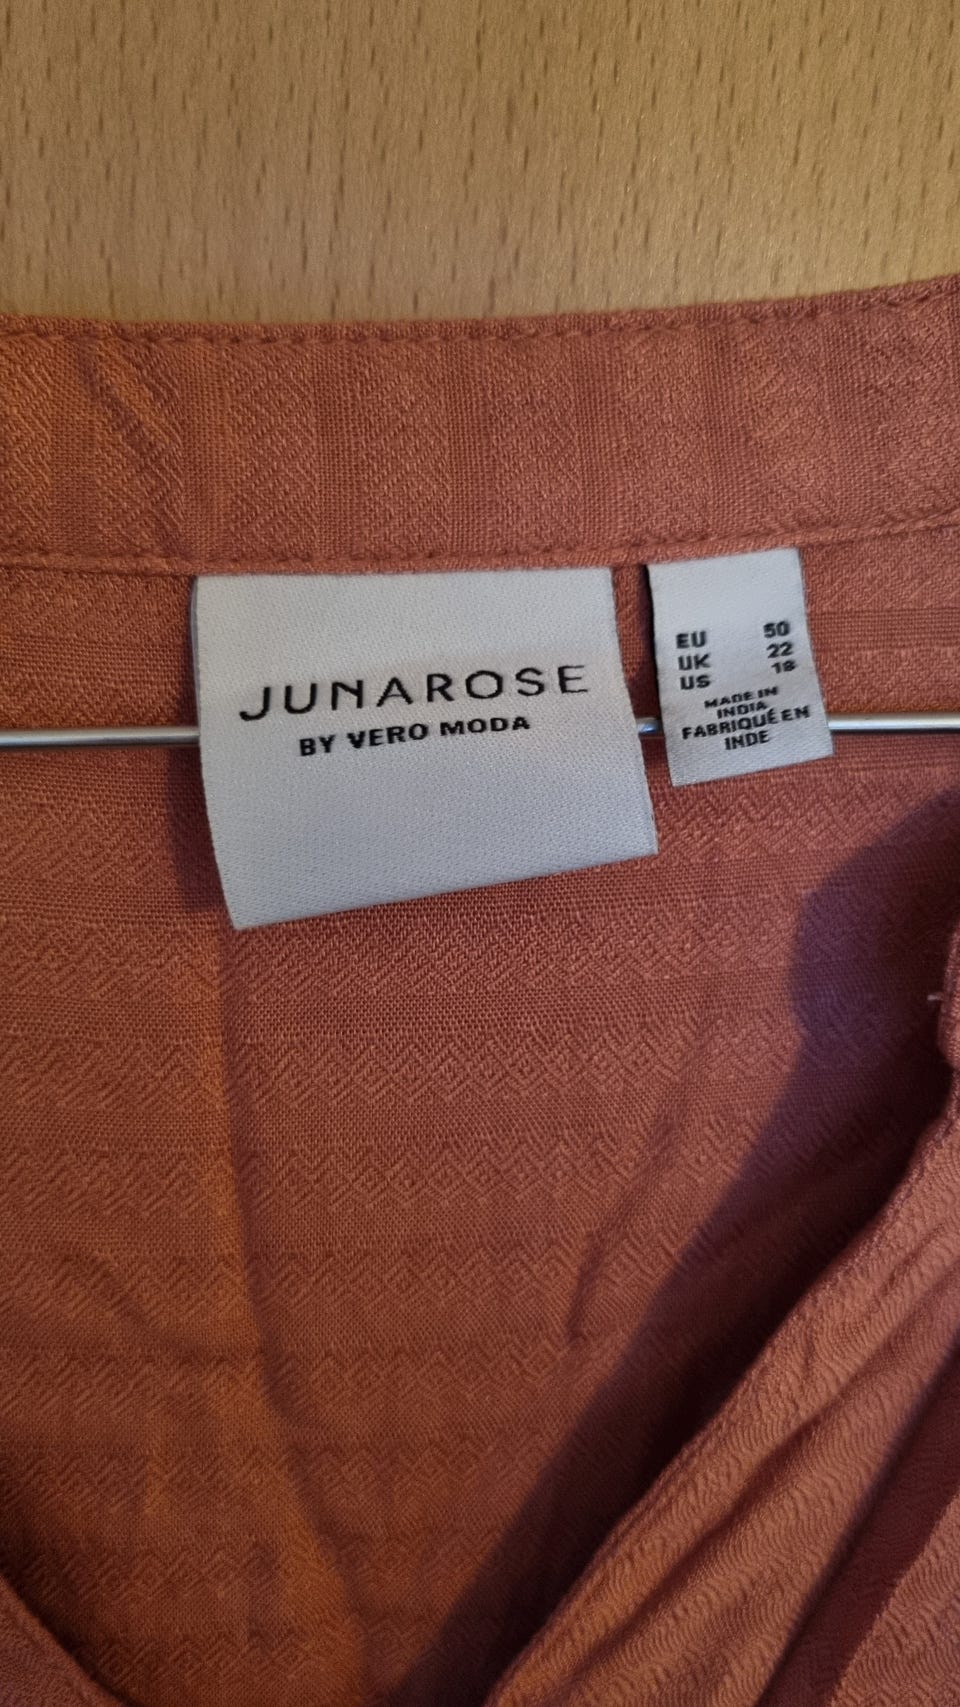 JUNAROSE
BY VERO MODA
EU 50
UK 22
US 18
MADE IN
INDIA
FABRIQUÉ EN
INDE